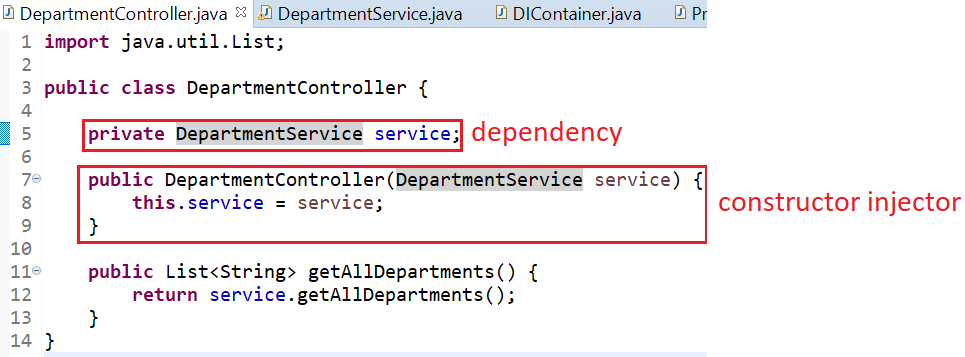 DepartmentController.java DepartmentService.java DIContainer.java Pr
1 import java.util.List;
2
3 public class DepartmentController {
4
5 private DepartmentService service; dependency
6
7 public DepartmentController(DepartmentService service) {
8 this.service = service; constructor injector
9 }
10
11 public List<String> getAllDepartments() {
12 return service.getAllDepartments();
13 }
14 }